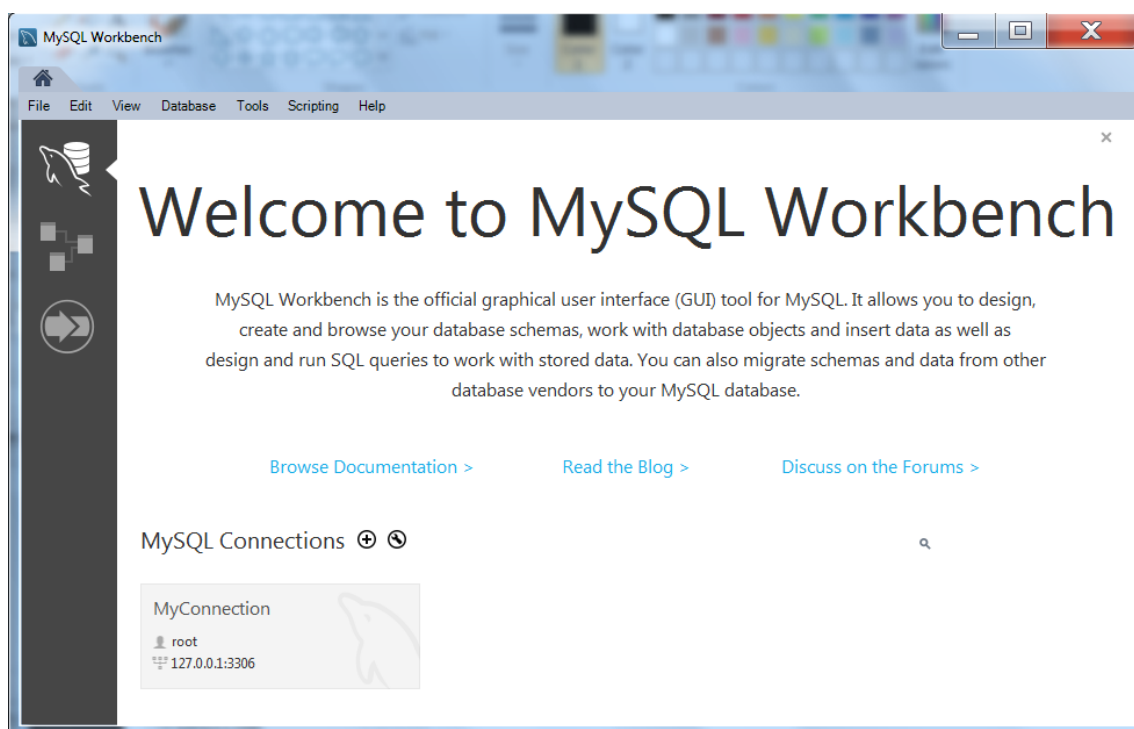 MySQL Workbench
File Edit View Database Tools Scripting Help
Welcome to MySQL Workbench
MySQL Workbench is the official graphical user interface (GUI) tool for MySQL. It allows you to design,
create and browse your database schemas, work with database objects and insert data as well as
design and run SQL queries to work with stored data. You can also migrate schemas and data from other
database vendors to your MySQL database.
Browse Documentation > Read the Blog > Discuss on the Forums >
MySQL Connections
MyConnection
root
127.0.0.1:3306